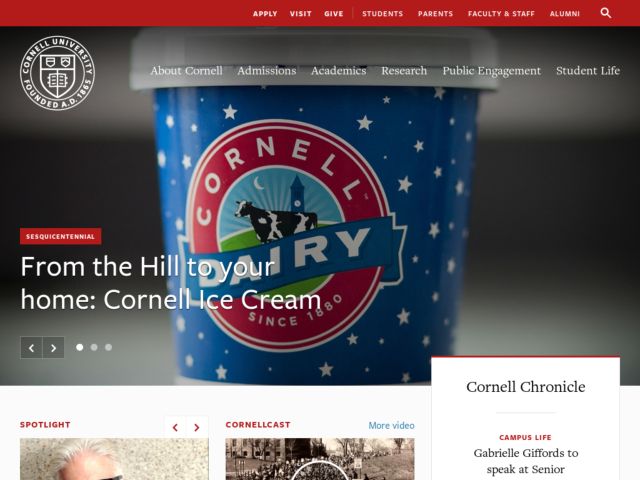 APPLY VISIT GIVE STUDENTS PARENTS FACULTY & STAFF ALUMNI
CORNELL UNIVERSITY
FOUNDED A.D. 1865
About Cornell Admissions Academics Research Public Engagement Student Life
CORNELL
DAIRY
SINCE 1880
SESQUICENTENNIAL
From the Hill to your
home: Cornell Ice Cream
Cornell Chronicle
SPOTLIGHT
CORNELLCAST More video
CAMPUS LIFE
Gabrielle Giffords to
speak at Senior